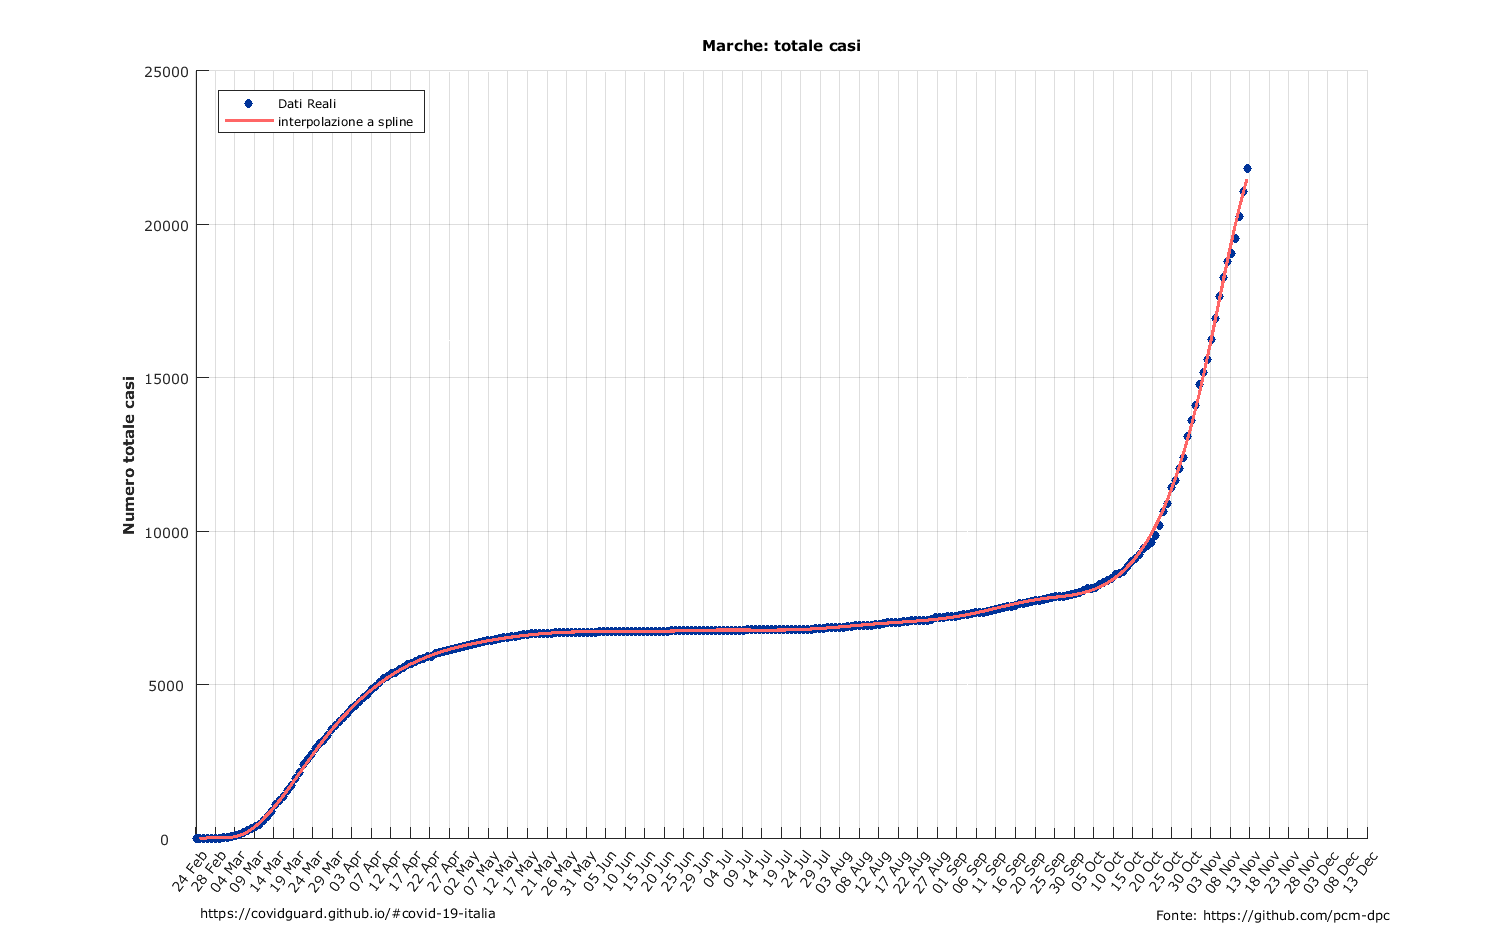 Marche: totale casi
25000
20000
15000
10000
5000
0
Numero totale casi
Dati Reali
interpolazione a spline
24 Feb
28 Feb
04 Mar
09 Mar
14 Mar
19 Mar
24 Mar
29 Mar
03 Apr
07 Apr
12 Apr
17 Apr
22 Apr
27 Apr
02 May
07 May
12 May
17 May
21 May
26 May
31 May
05 Jun
10 Jun
15 Jun
20 Jun
25 Jun
29 Jun
04 Jul
09 Jul
14 Jul
19 Jul
24 Jul
29 Jul
03 Aug
08 Aug
12 Aug
17 Aug
22 Aug
27 Aug
01 Sep
06 Sep
11 Sep
16 Sep
20 Sep
25 Sep
30 Sep
05 Oct
10 Oct
15 Oct
20 Oct
25 Oct
30 Oct
03 Nov
08 Nov
13 Nov
18 Nov
23 Nov
28 Nov
03 Dec
08 Dec
13 Dec
https://covidguard.github.io/#covid-19-italia
Fonte: https://github.com/pcm-dpc